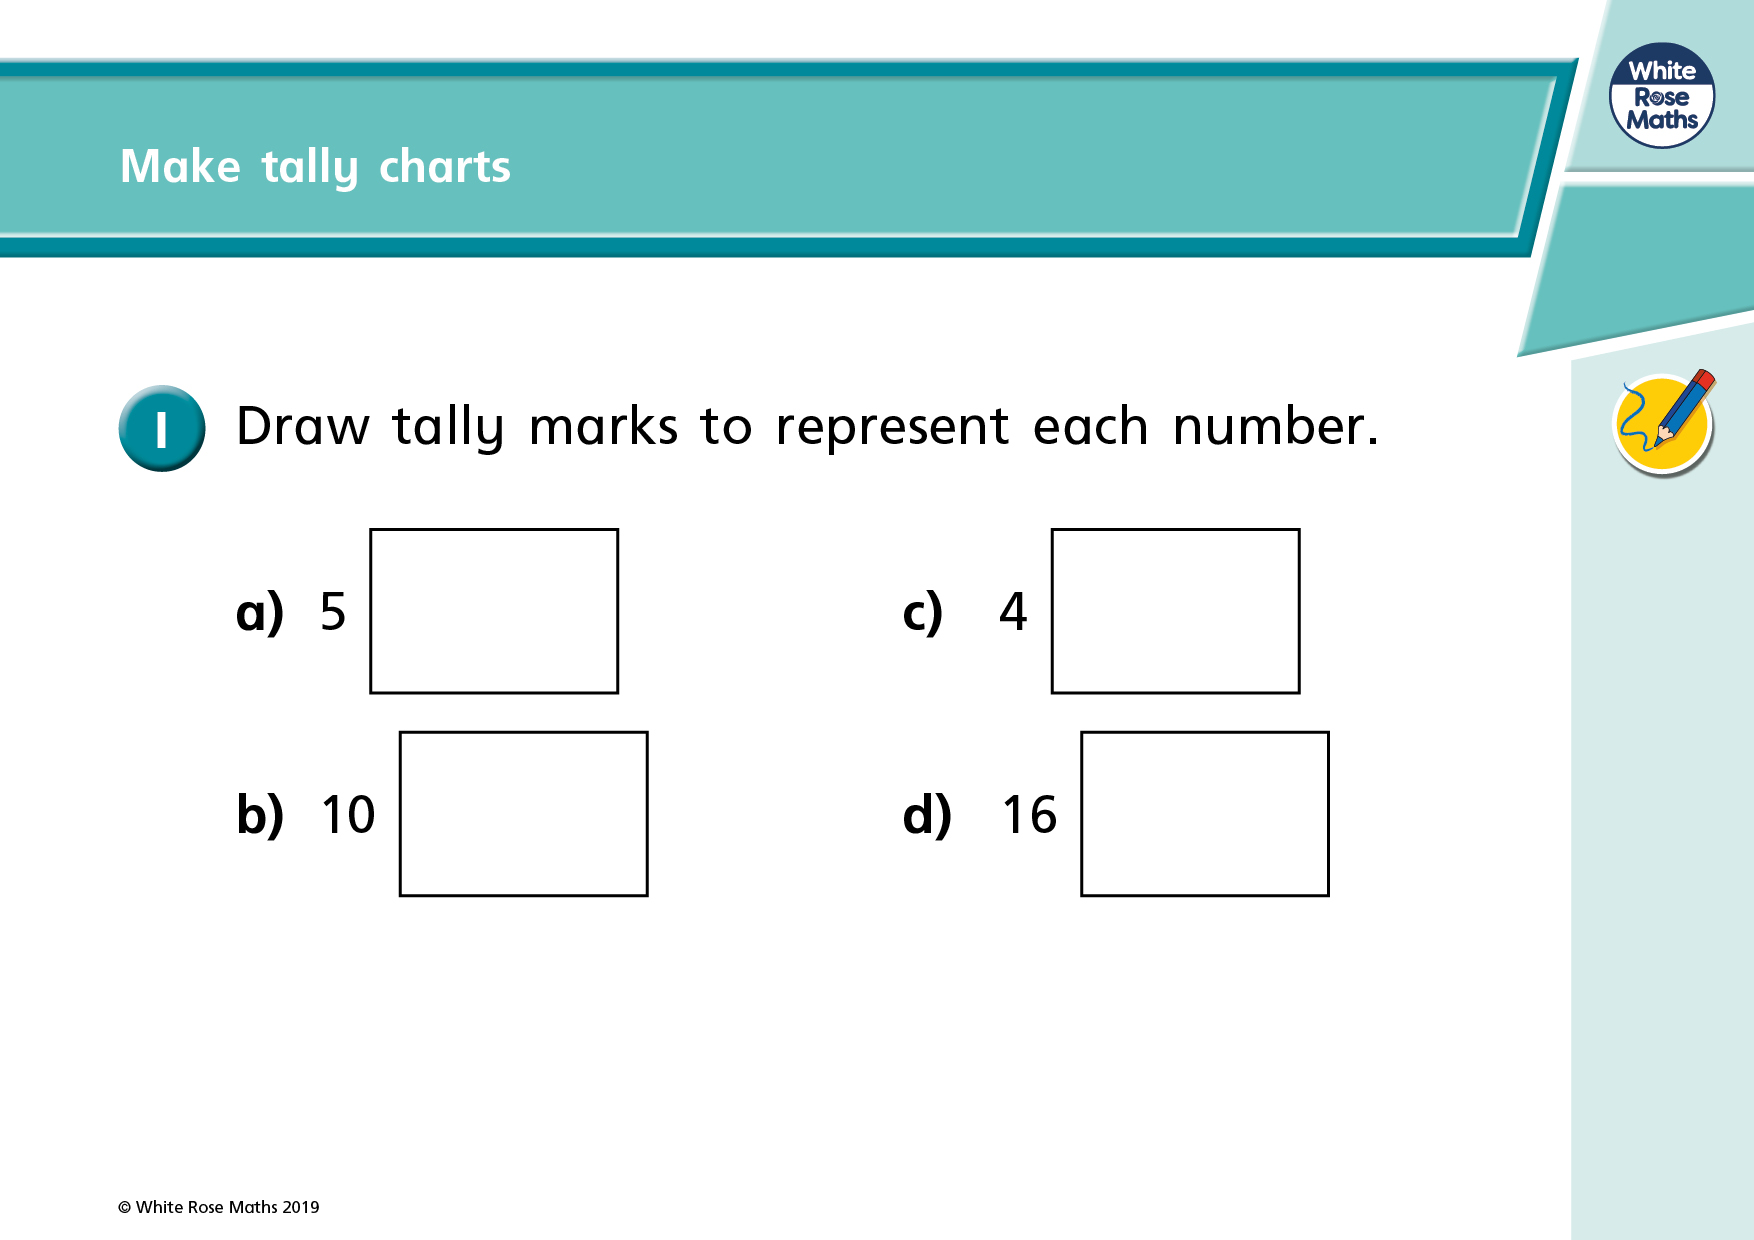 Make tally charts
White
Rose
Maths
1 Draw tally marks to represent each number.
a) 5
c) 4
b) 10
d) 16
© White Rose Maths 2019